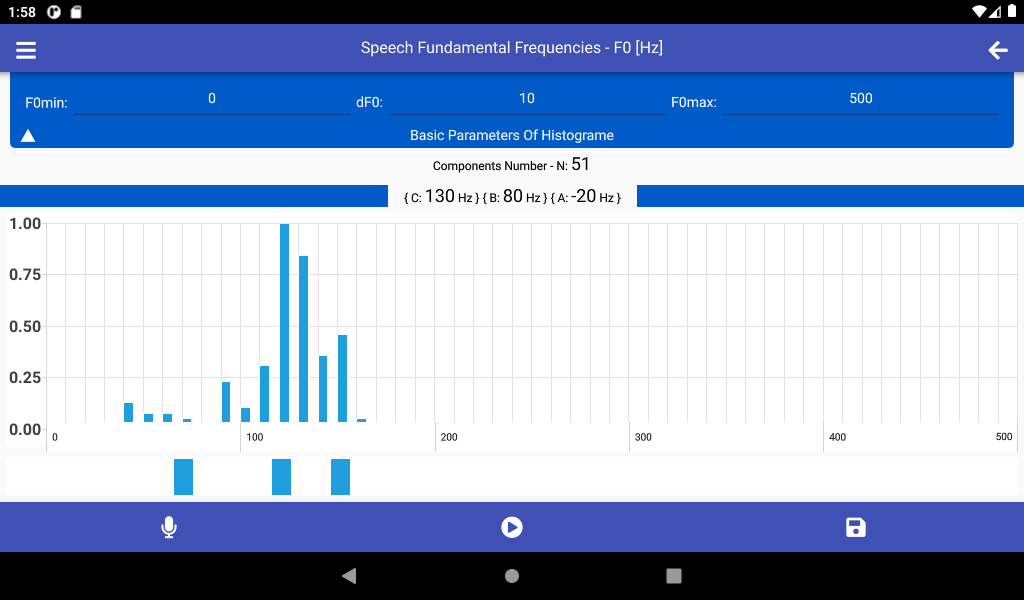 1:58
Speech Fundamental Frequencies - F0 [Hz]
F0min: 0 dF0: 10 F0max: 500
Basic Parameters Of Histograme
Components Number - N: 51
{ C: 130 Hz } { B: 80 Hz } { A: -20 Hz }
1.00
0.75
0.50
0.25
0.00
0 100 200 300 400 500